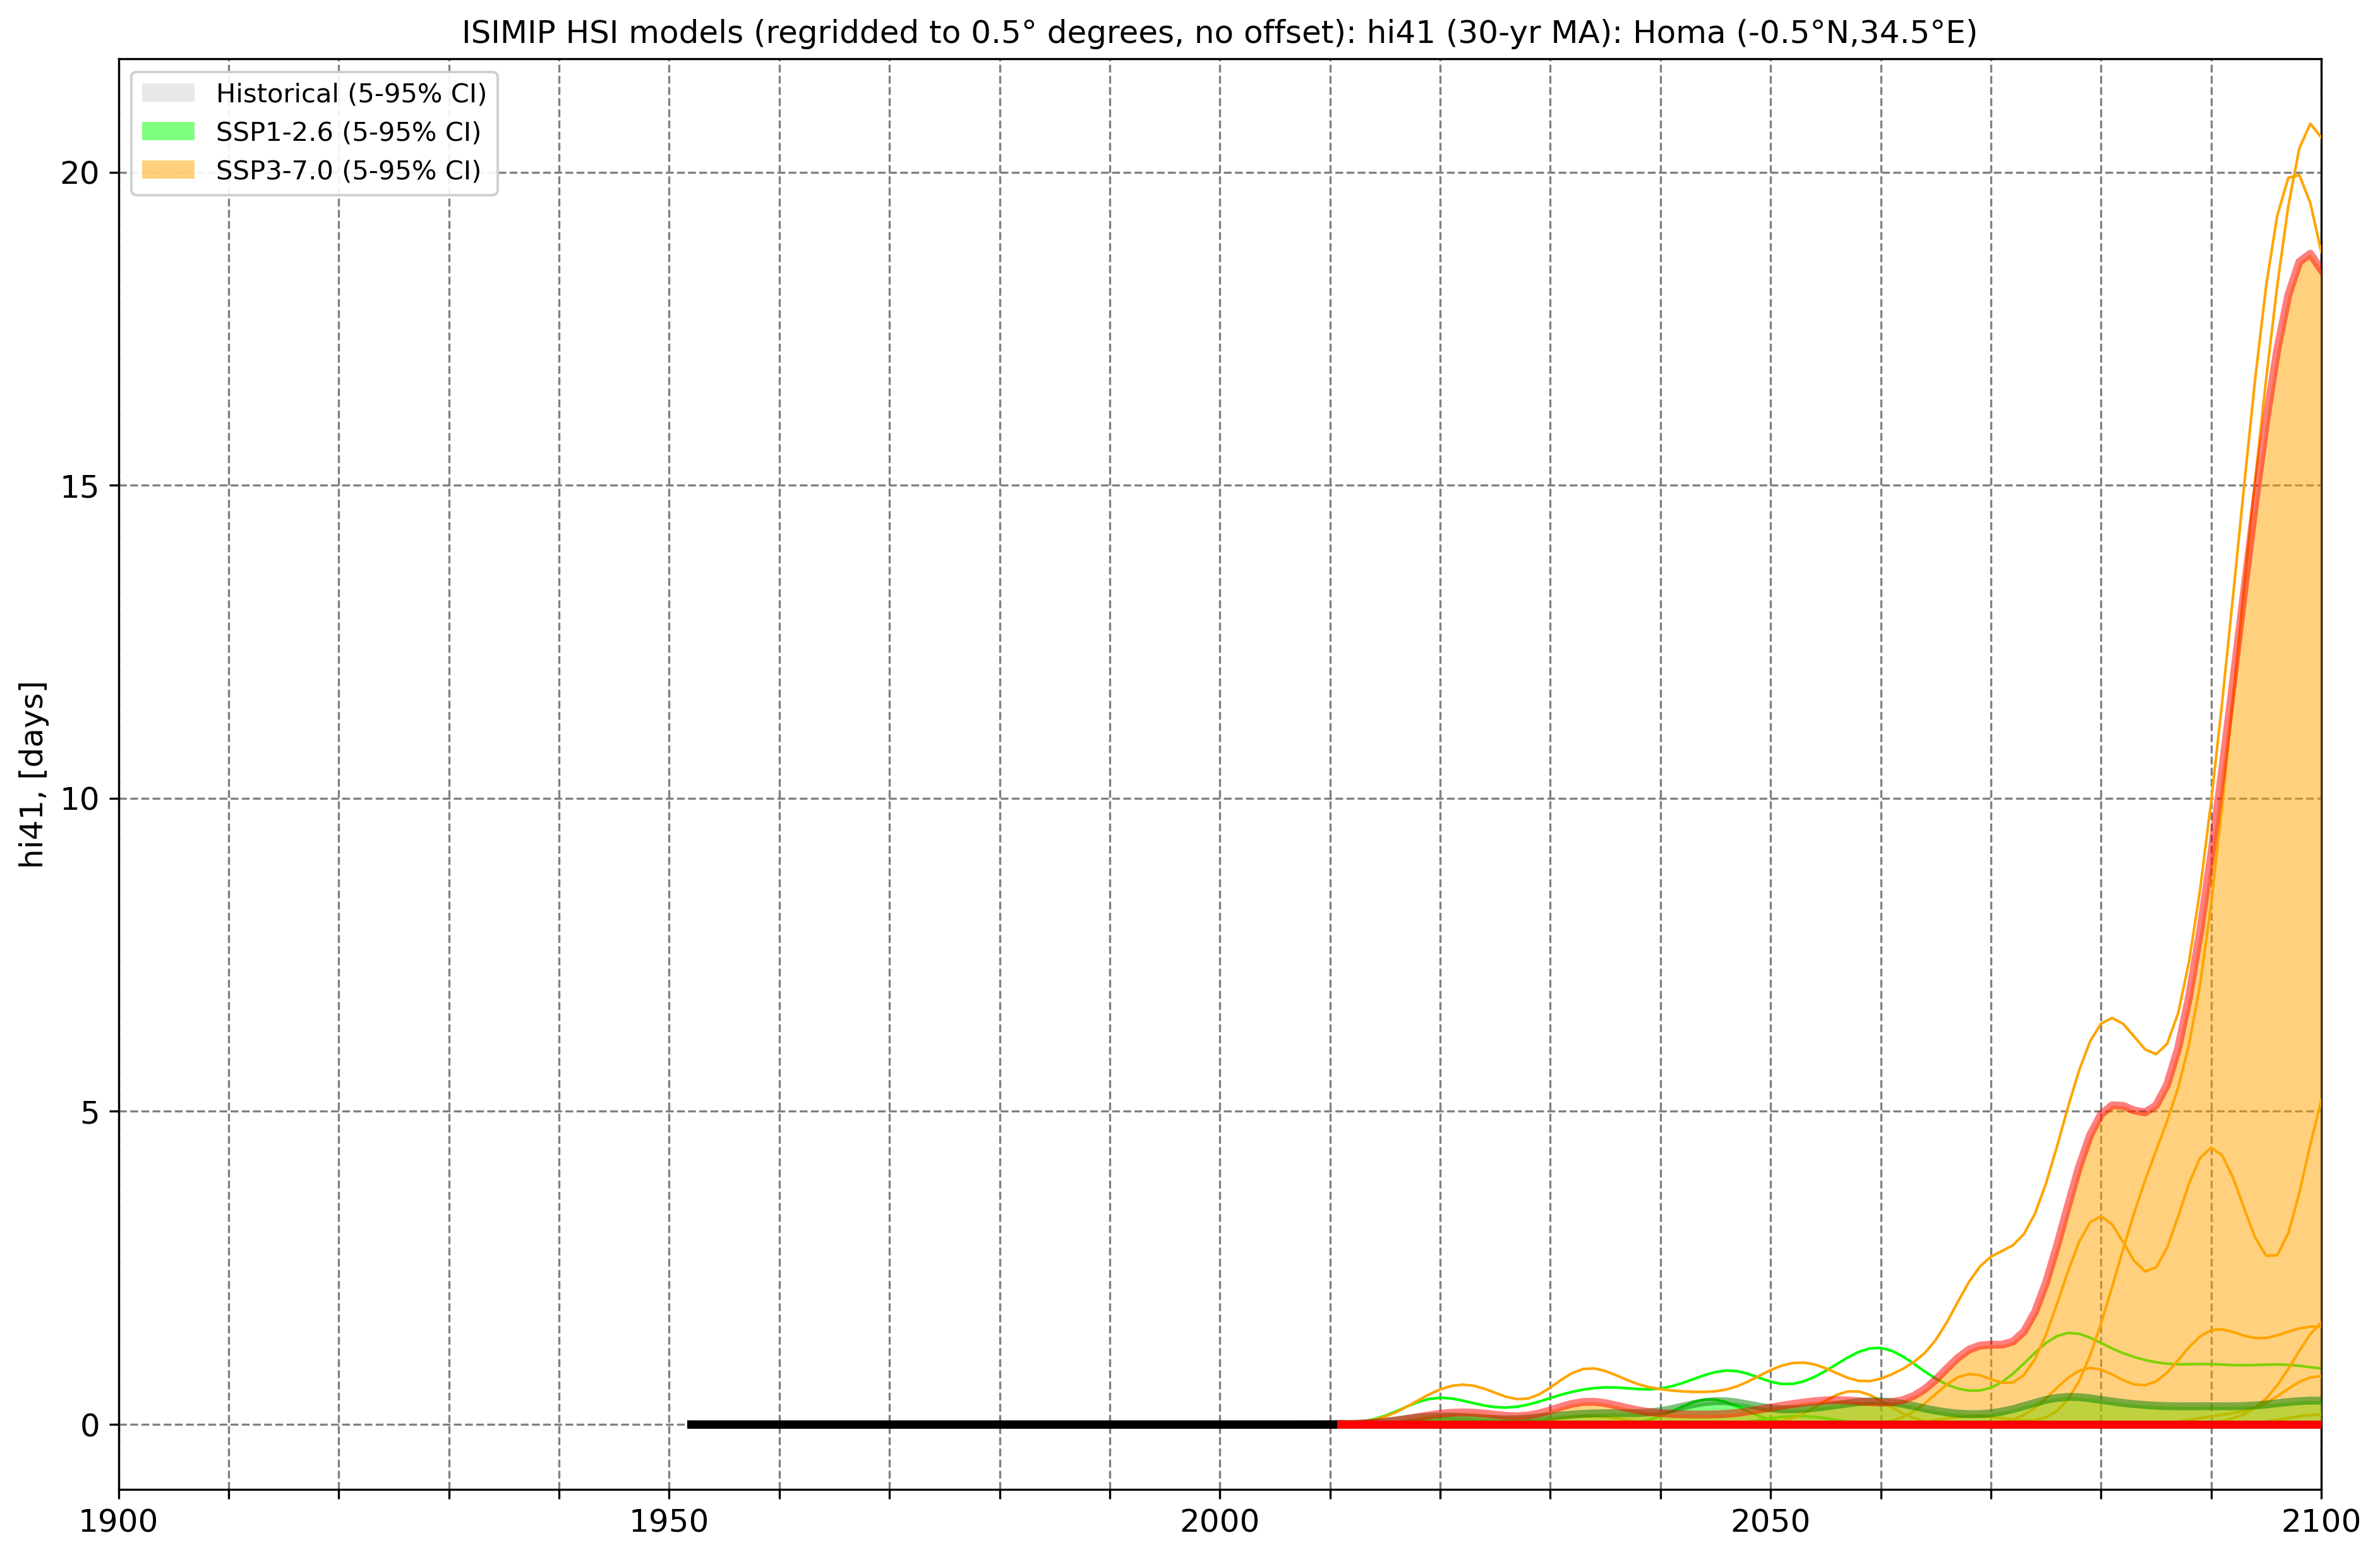 ISIMIP HSI models (regridded to 0.5° degrees, no offset): hi41 (30-yr MA): Homa (-0.5°N,34.5°E)
Historical (5-95% CI)
SSP1-2.6 (5-95% CI)
SSP3-7.0 (5-95% CI)
20
15
10
5
0
hi41, [days]
1900 1950 2000 2050 2100